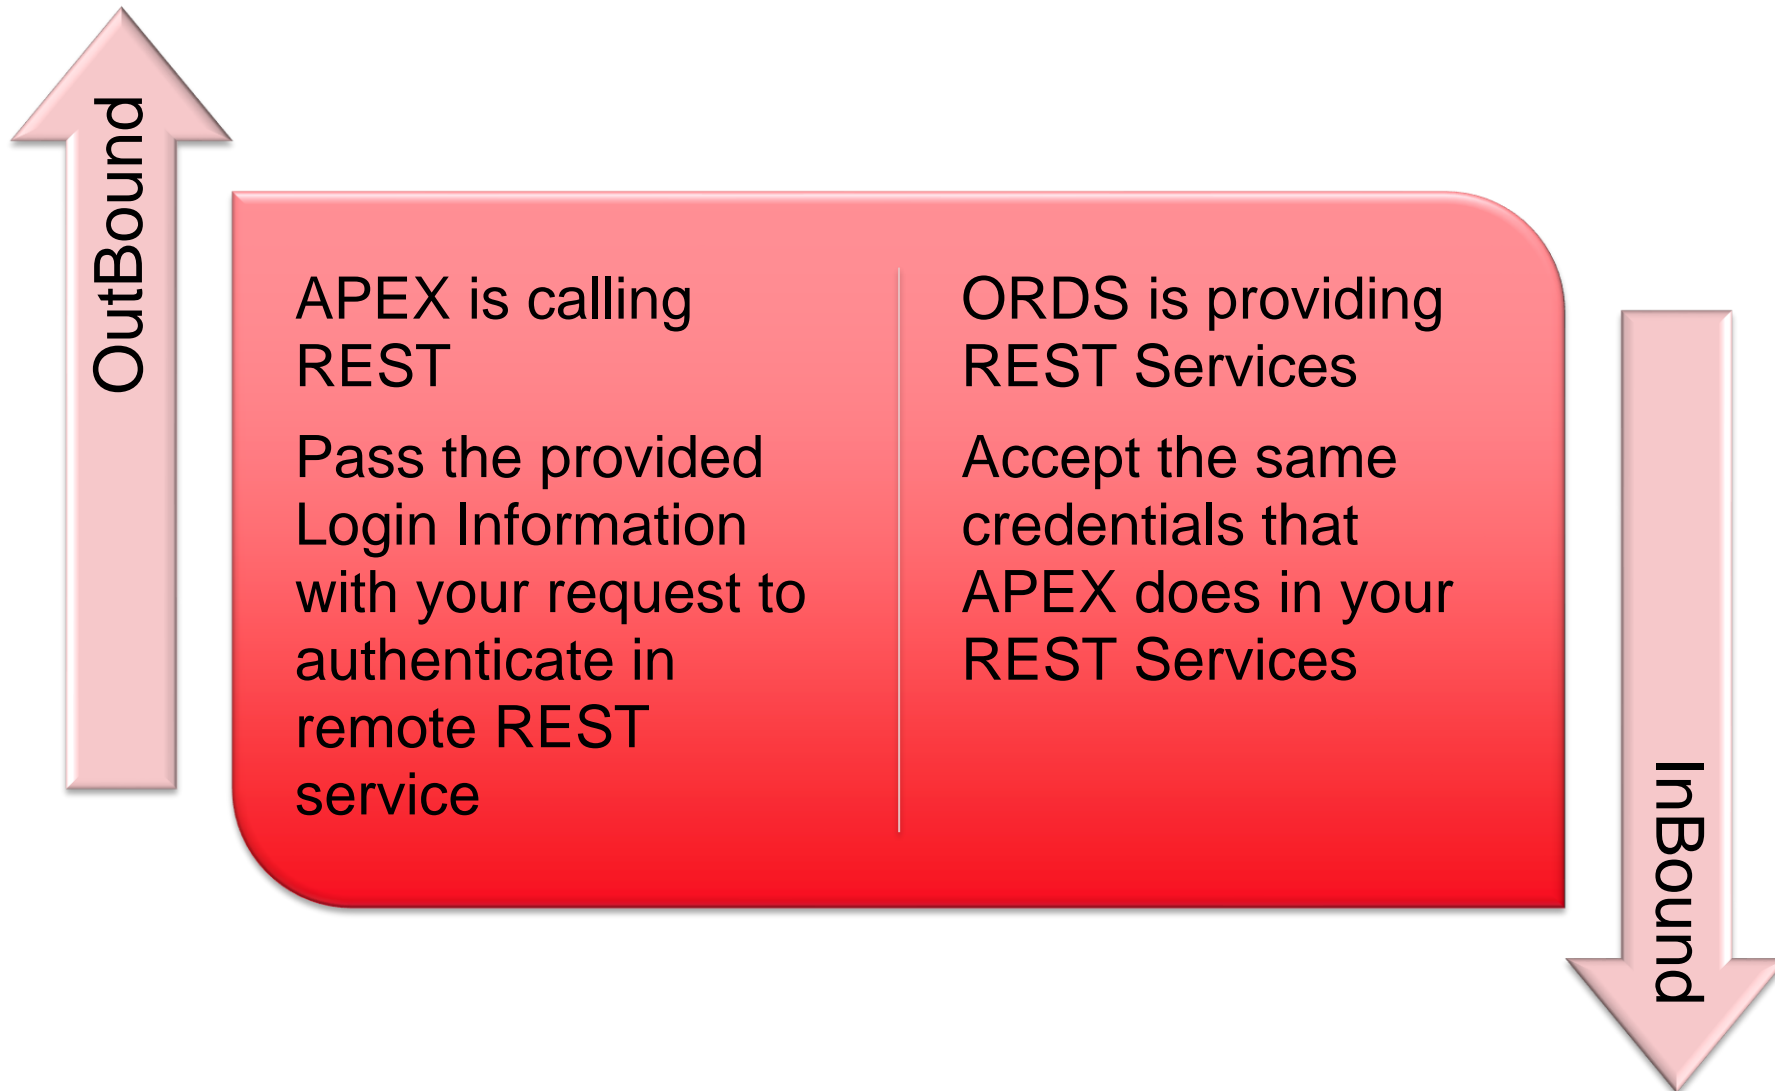 OutBound
APEX is calling
REST
Pass the provided
Login Information
with your request to
authenticate in
remote REST
service
ORDS is providing
REST Services
Accept the same
credentials that
APEX does in your
REST Services
InBound